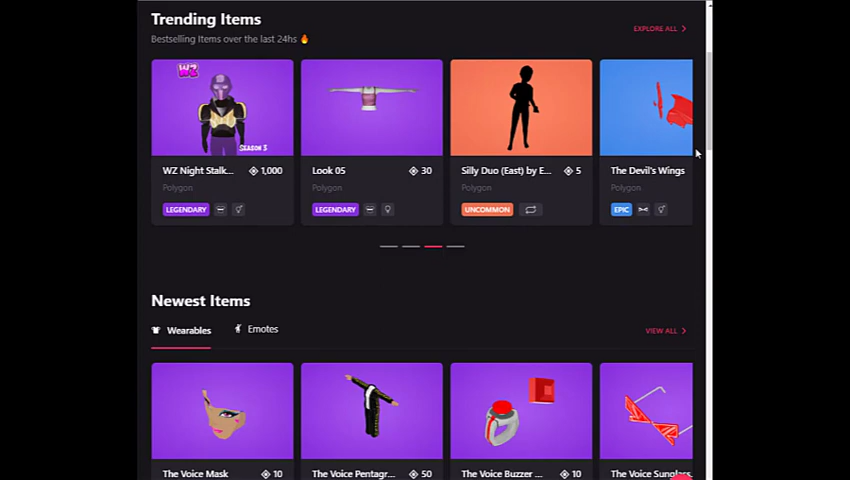 Trending Items
EXPLORE ALL
Bestselling Items over the last 24hs 🔥
WZ
SEASON 5
WZ Night Stalk... 1,000
Polygon
LEGENDARY
Look 05 30
Polygon
LEGENDARY
Silly Duo (East) by E... 5
Polygon
UNCOMMON
The Devil's Wings
Polygon
EPIC
Newest Items
Wearables
Emotes
VIEW ALL
The Voice Mask 10
The Voice Pentagr... 50
The Voice Buzzer ... 10
The Voice Sunglass